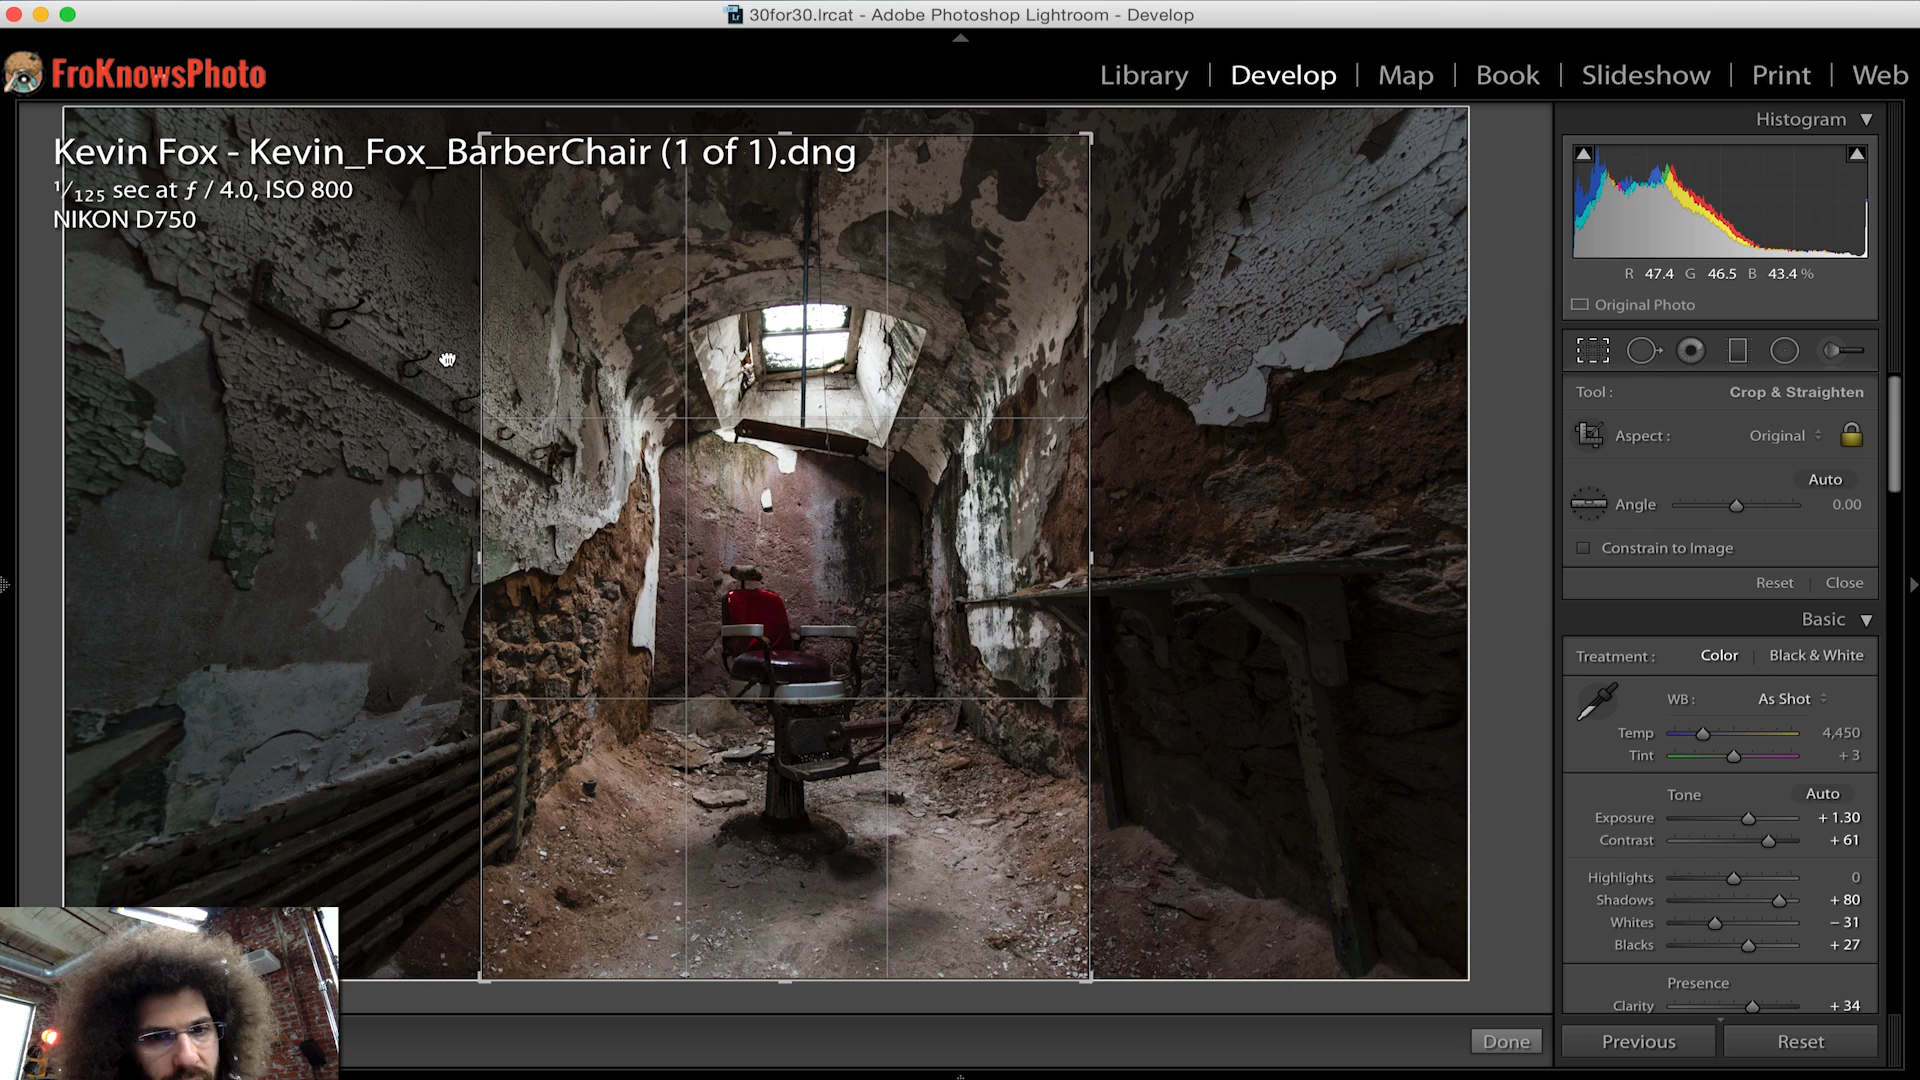 30for30.lrcat - Adobe Photoshop Lightroom - Develop
FroKnowsPhoto
Library | Develop | Map | Book | Slideshow | Print | Web
Kevin Fox - Kevin_Fox_BarberChair (1 of 1).dng
1/125 sec at ƒ / 4.0, ISO 800
NIKON D750
Histogram
R 47.4 G 46.5 B 43.4 %
Original Photo
Tool : Crop & Straighten
Aspect : Original
Auto
Angle 0.00
Constrain to Image
Reset | Close
Basic
Treatment : Color | Black & White
WB : As Shot
Temp 4,450
Tint + 3
Tone Auto
Exposure + 1.30
Contrast + 61
Highlights 0
Shadows + 80
Whites – 31
Blacks + 27
Presence
Clarity + 34
Done
Previous Reset